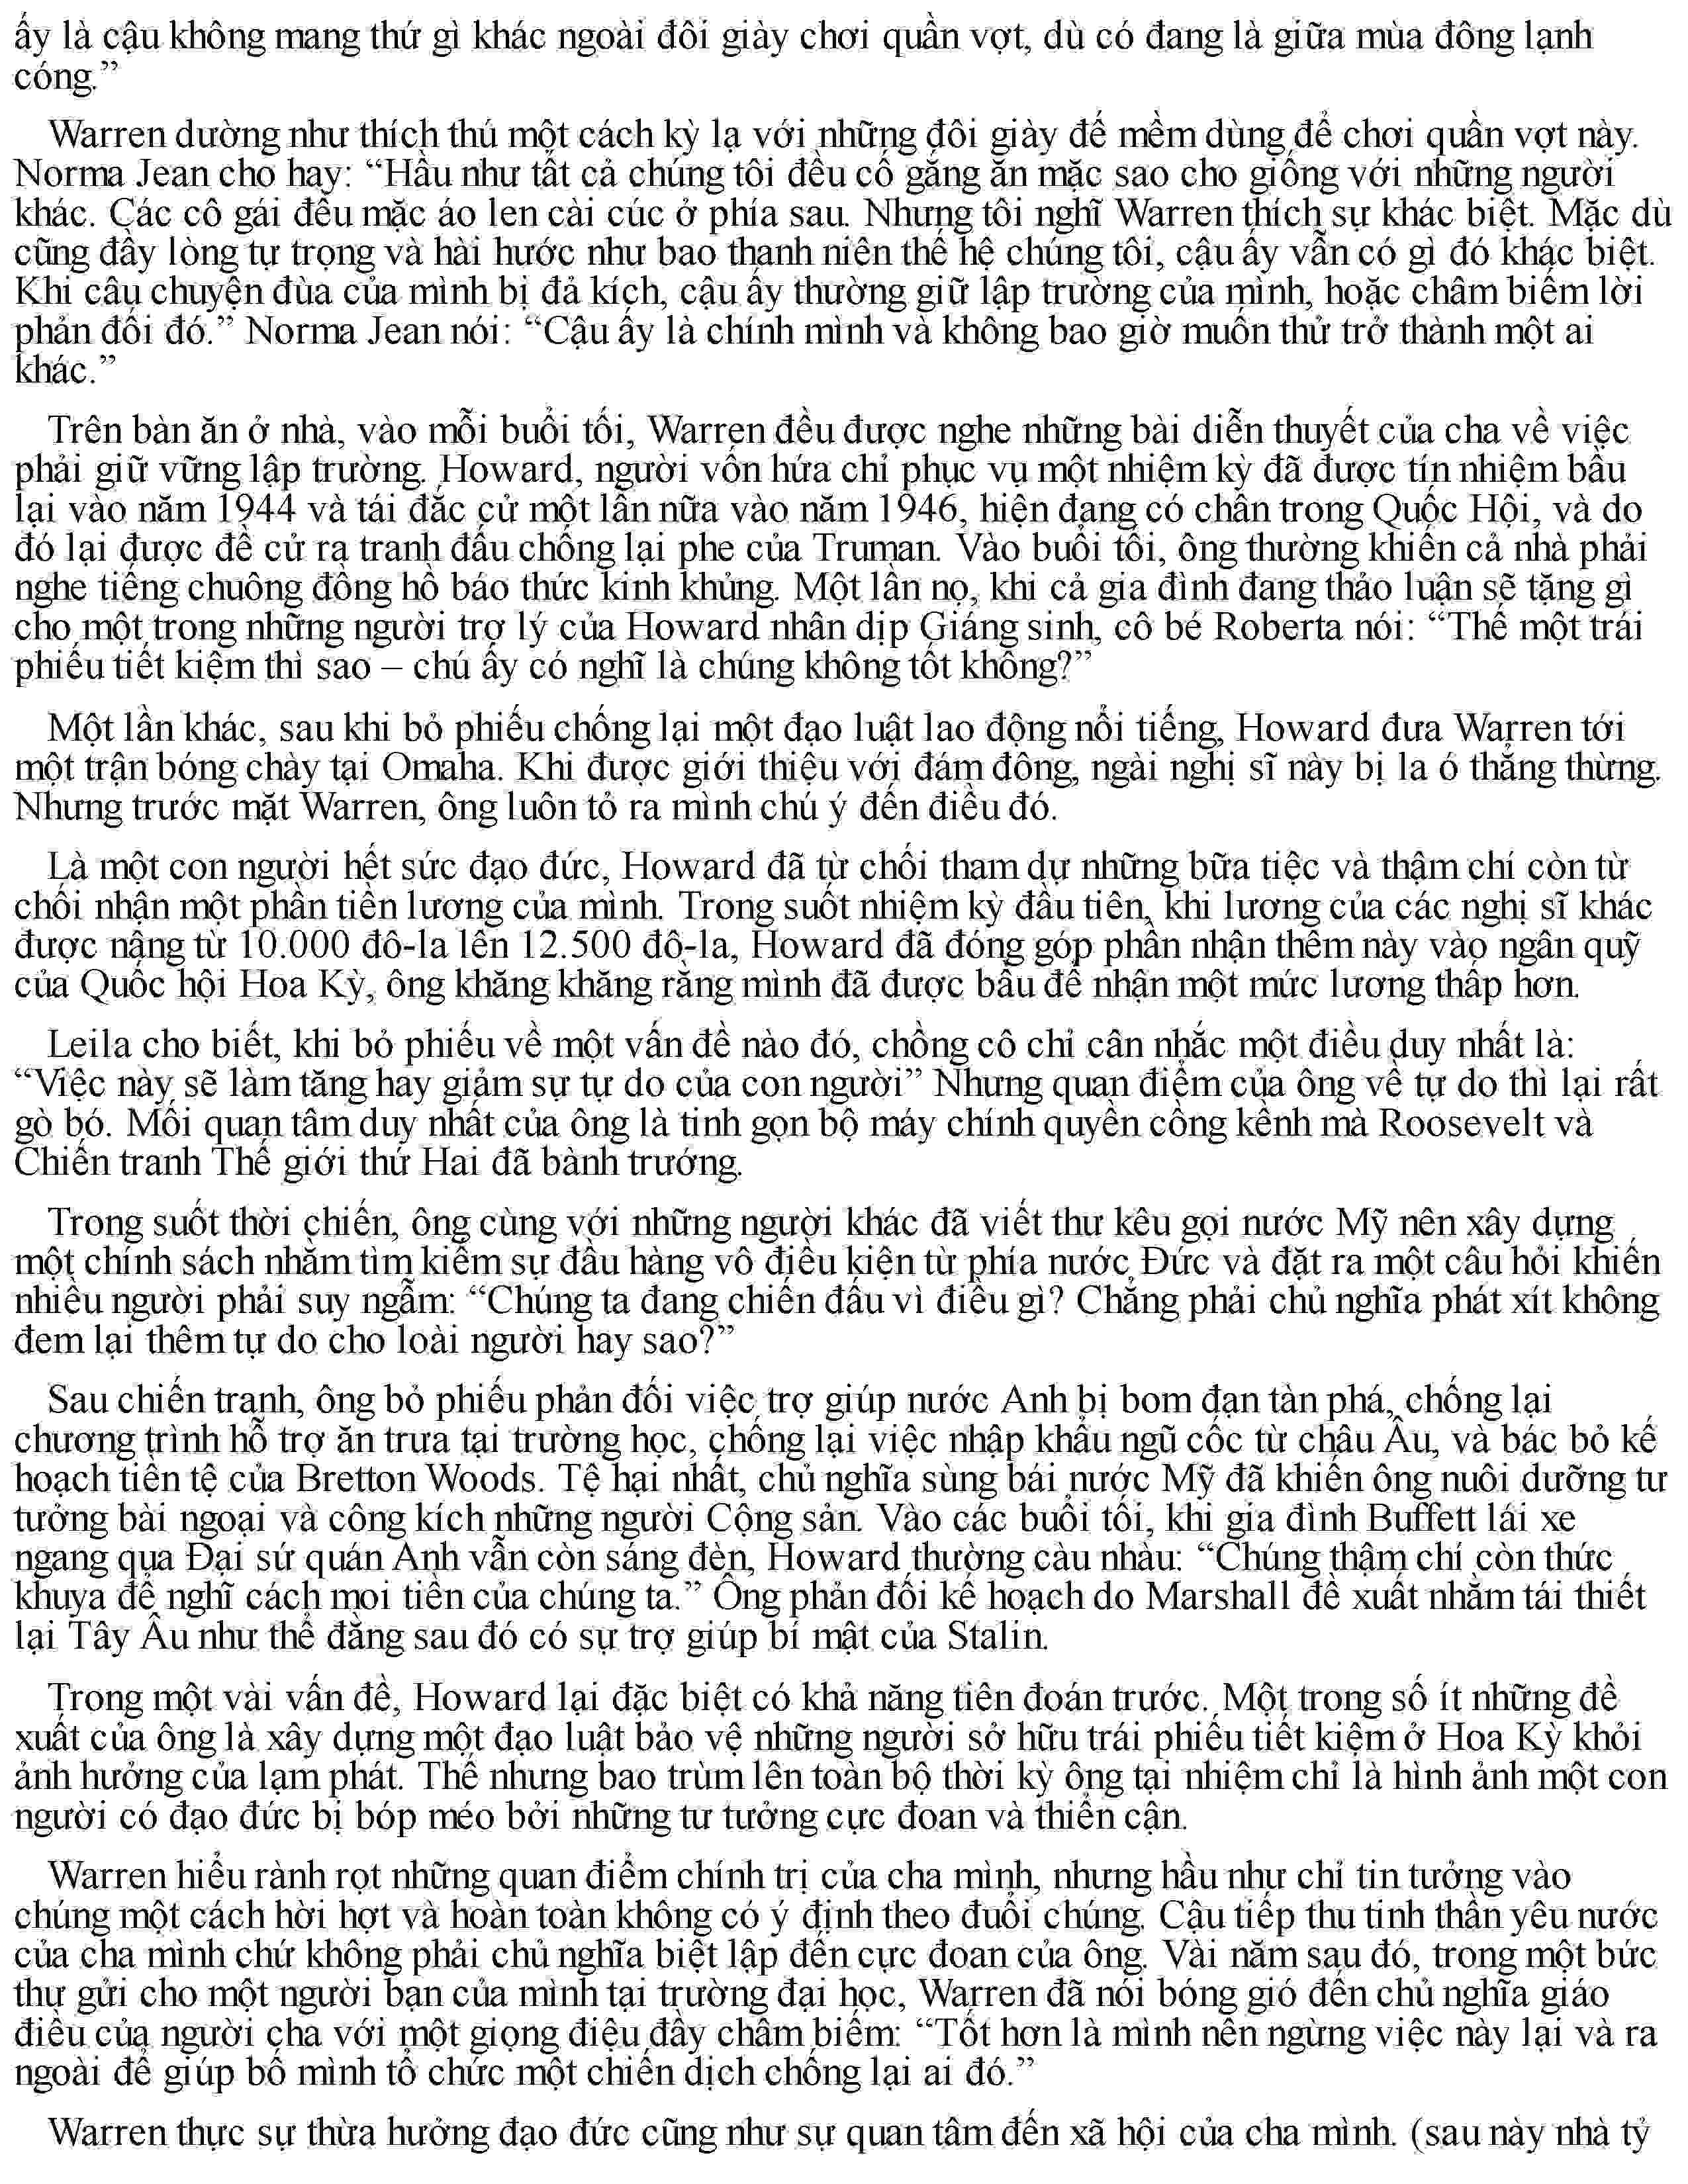 ấy là cậu không mang thứ gì khác ngoài đôi giày chơi quần vợt, dù có đang là giữa mùa đông lạnh
cóng.”
Warren dường như thích thú một cách kỳ lạ với những đôi giày đế mềm dùng để chơi quần vợt này.
Norma Jean cho hay: “Hầu như tất cả chúng tôi đều cố gắng ăn mặc sao cho giống với những người
khác. Các cô gái đều mặc áo len cài cúc ở phía sau. Nhưng tôi nghĩ Warren thích sự khác biệt. Mặc dù
cũng đầy lòng tự trọng và hài hước như bao thanh niên thế hệ chúng tôi, cậu ấy vẫn có gì đó khác biệt.
Khi câu chuyện đùa của mình bị đả kích, cậu ấy thường giữ lập trường của mình, hoặc châm biếm lời
phản đối đó.” Norma Jean nói: “Cậu ấy là chính mình và không bao giờ muốn thử trở thành một ai
khác.”
Trên bàn ăn ở nhà, vào mỗi buổi tối, Warren đều được nghe những bài diễn thuyết của cha về việc
phải giữ vững lập trường. Howard, người vốn hứa chỉ phục vụ một nhiệm kỳ đã được tín nhiệm bầu
lại vào năm 1944 và tái đắc cử một lần nữa vào năm 1946, hiện đang có chân trong Quốc Hội, và do
đó lại được đề cử ra tranh đấu chống lại phe của Truman. Vào buổi tối, ông thường khiến cả nhà phải
nghe tiếng chuông đồng hồ báo thức kinh khủng. Một lần nọ, khi cả gia đình đang thảo luận sẽ tặng gì
cho một trong những người trợ lý của Howard nhân dịp Giáng sinh, cô bé Roberta nói: “Thế một trái
phiếu tiết kiệm thì sao – chú ấy có nghĩ là chúng không tốt không?”
Một lần khác, sau khi bỏ phiếu chống lại một đạo luật lao động nổi tiếng, Howard đưa Warren tới
một trận bóng chày tại Omaha. Khi được giới thiệu với đám đông, ngài nghị sĩ này bị la ó thẳng thừng.
Nhưng trước mặt Warren, ông luôn tỏ ra mình chú ý đến điều đó.
Là một con người hết sức đạo đức, Howard đã từ chối tham dự những bữa tiệc và thậm chí còn từ
chối nhận một phần tiền lương của mình. Trong suốt nhiệm kỳ đầu tiên, khi lương của các nghị sĩ khác
được nâng từ 10.000 đô-la lên 12.500 đô-la, Howard đã đóng góp phần nhận thêm này vào ngân quỹ
của Quốc hội Hoa Kỳ, ông khăng khăng rằng mình đã được bầu để nhận một mức lương thấp hơn.
Leila cho biết, khi bỏ phiếu về một vấn đề nào đó, chồng cô chỉ cân nhắc một điều duy nhất là:
“Việc này sẽ làm tăng hay giảm sự tự do của con người” Nhưng quan điểm của ông về tự do thì lại rất
gò bó. Mối quan tâm duy nhất của ông là tinh gọn bộ máy chính quyền cồng kềnh mà Roosevelt và
Chiến tranh Thế giới thứ Hai đã bành trướng.
Trong suốt thời chiến, ông cùng với những người khác đã viết thư kêu gọi nước Mỹ nên xây dựng
một chính sách nhằm tìm kiếm sự đầu hàng vô điều kiện từ phía nước Đức và đặt ra một câu hỏi khiến
nhiều người phải suy ngẫm: “Chúng ta đang chiến đấu vì điều gì? Chẳng phải chủ nghĩa phát xít không
đem lại thêm tự do cho loài người hay sao?”
Sau chiến tranh, ông bỏ phiếu phản đối việc trợ giúp nước Anh bị bom đạn tàn phá, chống lại
chương trình hỗ trợ ăn trưa tại trường học, chống lại việc nhập khẩu ngũ cốc từ châu Âu, và bác bỏ kế
hoạch tiền tệ của Bretton Woods. Tệ hại nhất, chủ nghĩa sùng bái nước Mỹ đã khiến ông nuôi dưỡng tư
tưởng bài ngoại và công kích những người Cộng sản. Vào các buổi tối, khi gia đình Buffett lái xe
ngang qua Đại sứ quán Anh vẫn còn sáng đèn, Howard thường càu nhàu: “Chúng thậm chí còn thức
khuya để nghĩ cách moi tiền của chúng ta.” Ông phản đối kế hoạch do Marshall đề xuất nhằm tái thiết
lại Tây Âu như thể đằng sau đó có sự trợ giúp bí mật của Stalin.
Trong một vài vấn đề, Howard lại đặc biệt có khả năng tiên đoán trước. Một trong số ít những đề
xuất của ông là xây dựng một đạo luật bảo vệ những người sở hữu trái phiếu tiết kiệm ở Hoa Kỳ khỏi
ảnh hưởng của lạm phát. Thế nhưng bao trùm lên toàn bộ thời kỳ ông tại nhiệm chỉ là hình ảnh một con
người có đạo đức bị bóp méo bởi những tư tưởng cực đoan và thiển cận.
Warren hiểu rành rọt những quan điểm chính trị của cha mình, nhưng hầu như chỉ tin tưởng vào
chúng một cách hời hợt và hoàn toàn không có ý định theo đuổi chúng. Cậu tiếp thu tinh thần yêu nước
của cha mình chứ không phải chủ nghĩa biệt lập đến cực đoan của ông. Vài năm sau đó, trong một bức
thư gửi cho một người bạn của mình tại trường đại học, Warren đã nói bóng gió đến chủ nghĩa giáo
điều của người cha với một giọng điệu đầy châm biếm: “Tốt hơn là mình nên ngừng việc này lại và ra
ngoài để giúp bố mình tổ chức một chiến dịch chống lại ai đó.”
Warren thực sự thừa hưởng đạo đức cũng như sự quan tâm đến xã hội của cha mình. (sau này nhà tỷ